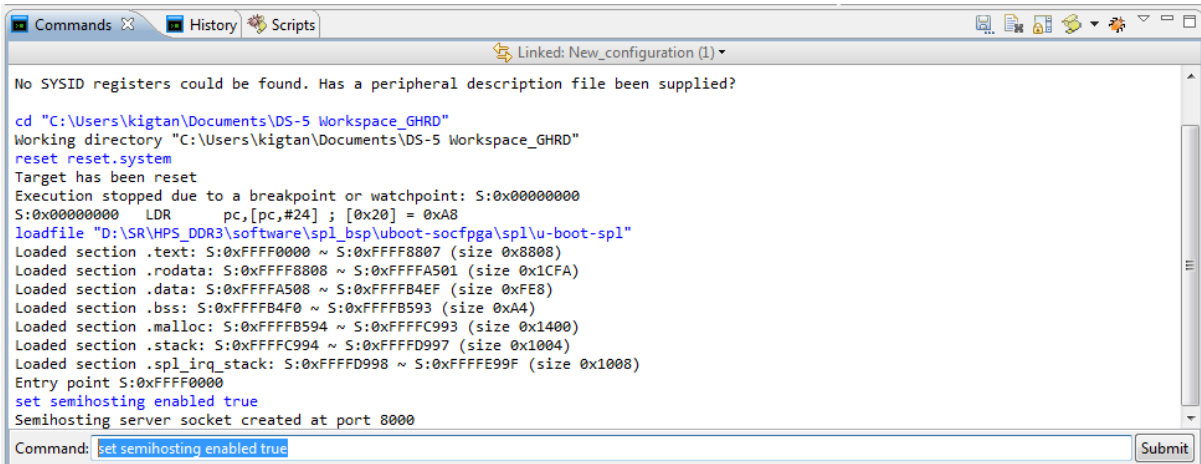 Commands History Scripts
Linked: New_configuration (1)
No SYSID registers could be found. Has a peripheral description file been supplied?
cd "C:\Users\kigtan\Documents\DS-5 Workspace_GHRD"
Working directory "C:\Users\kigtan\Documents\DS-5 Workspace_GHRD"
reset reset.system
Target has been reset
Execution stopped due to a breakpoint or watchpoint: S:0x00000000
S:0x00000000   LDR      pc,[pc,#24] ; [0x20] = 0xA8
loadfile "D:\SR\HPS_DDR3\software\spl_bsp\uboot-socfpga\spl\u-boot-spl"
Loaded section .text: S:0xFFFF0000 ~ S:0xFFFF8807 (size 0x8808)
Loaded section .rodata: S:0xFFFF8808 ~ S:0xFFFFA501 (size 0x1CFA)
Loaded section .data: S:0xFFFFA508 ~ S:0xFFFFB4EF (size 0xFE8)
Loaded section .bss: S:0xFFFFB4F0 ~ S:0xFFFFB593 (size 0xA4)
Loaded section .malloc: S:0xFFFFB594 ~ S:0xFFFFC993 (size 0x1400)
Loaded section .stack: S:0xFFFFC994 ~ S:0xFFFFD997 (size 0x1004)
Loaded section .spl_irq_stack: S:0xFFFFD998 ~ S:0xFFFFE99F (size 0x1008)
Entry point S:0xFFFF0000
set semihosting enabled true
Semihosting server socket created at port 8000
Command: set semihosting enabled true Submit